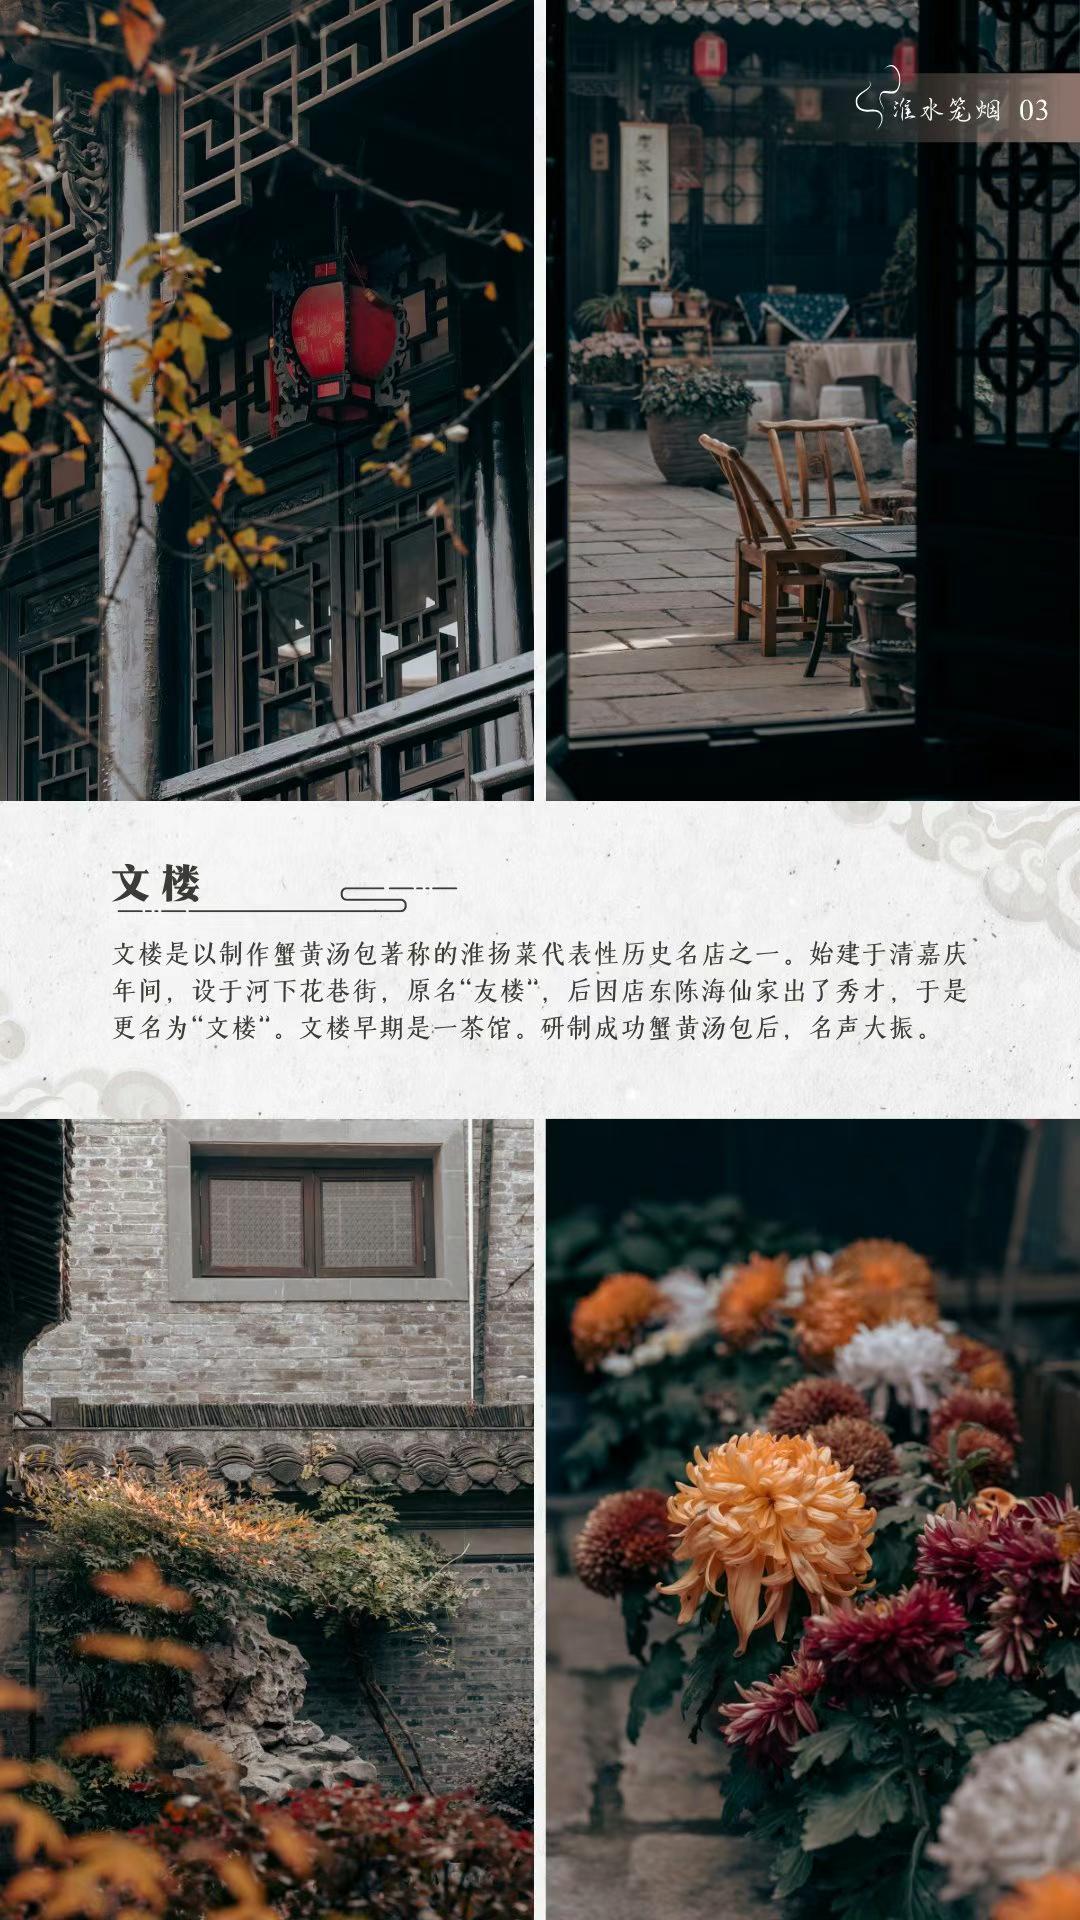 淮水笼烟 03
文楼
文楼是以制作蟹黄汤包著称的淮扬菜代表性历史名店之一。始建于清嘉庆
年间，设于河下花巷街，原名“友楼”，后因店东陈海仙家出了秀才，于是
更名为“文楼”。文楼早期是一茶馆。研制成功蟹黄汤包后，名声大振。